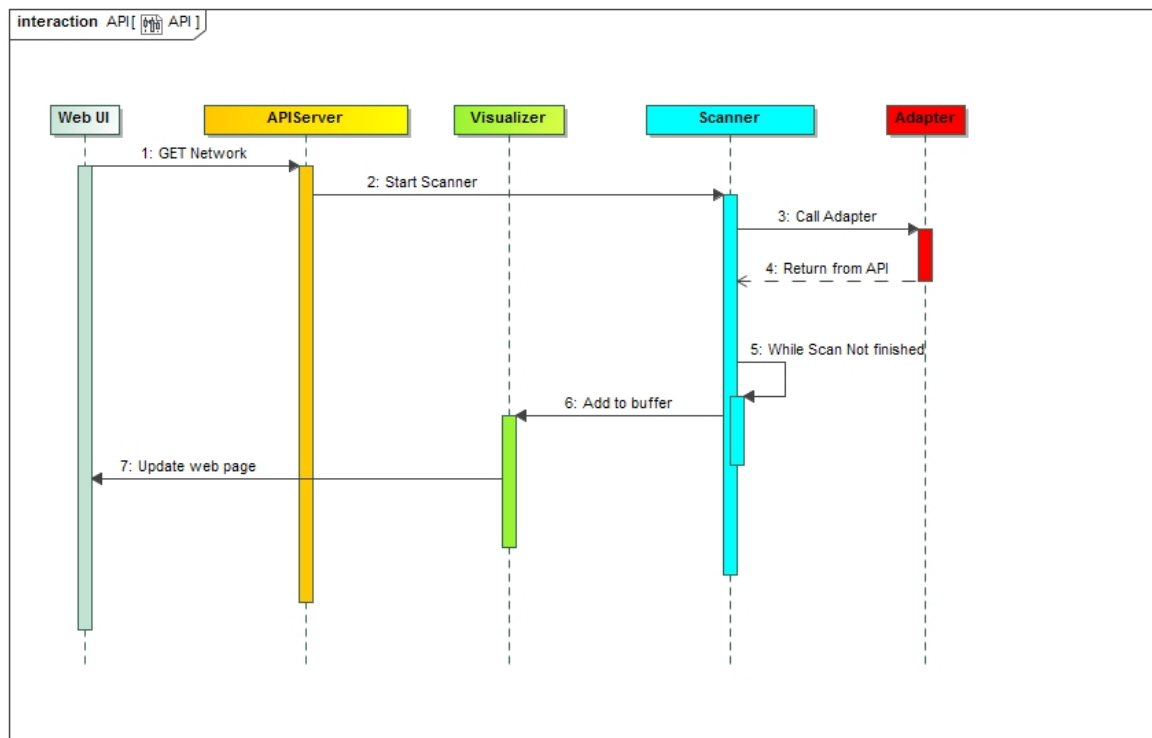 interaction API[ API ]
Web UI
APIServer
Visualizer
Scanner
Adapter
1: GET Network
2: Start Scanner
3: Call Adapter
4: Return from API
5: While Scan Not finished
6: Add to buffer
7: Update web page